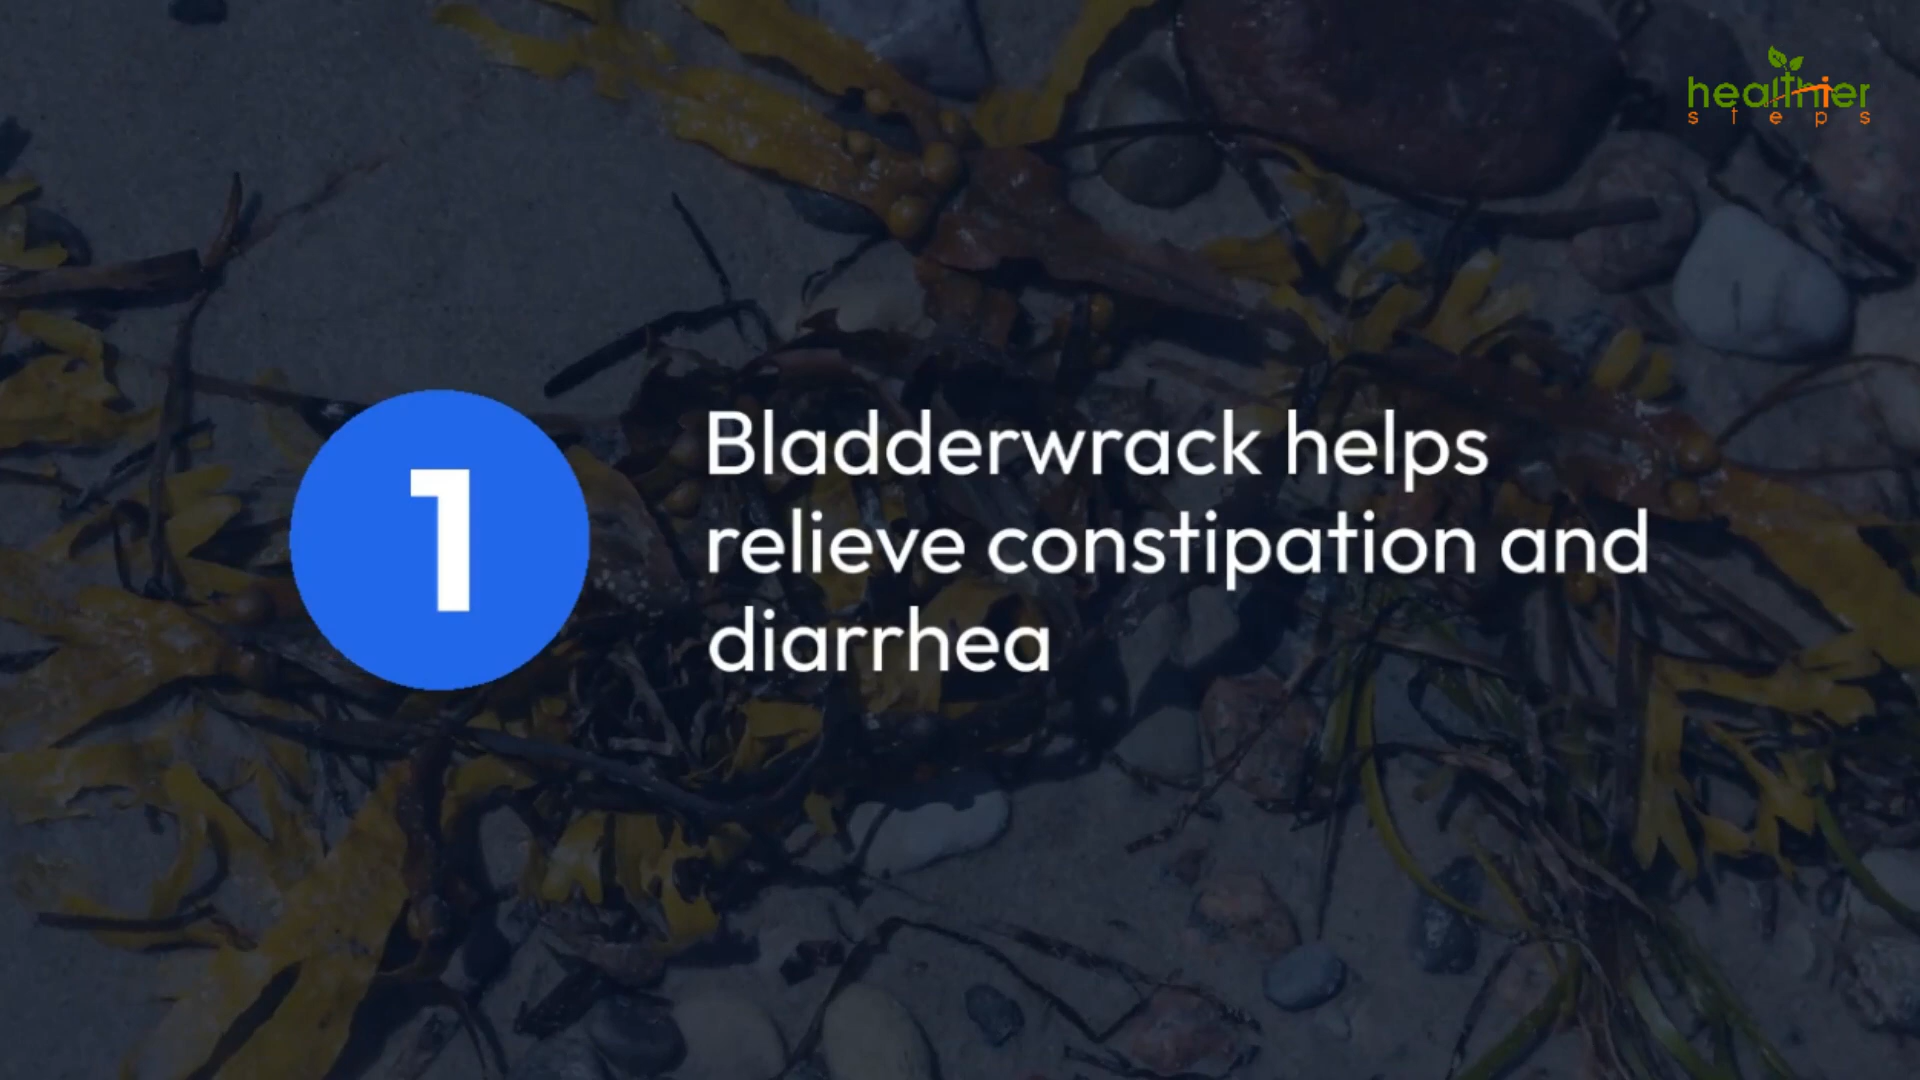 healthier
steps
1
Bladderwrack helps
relieve constipation and
diarrhea